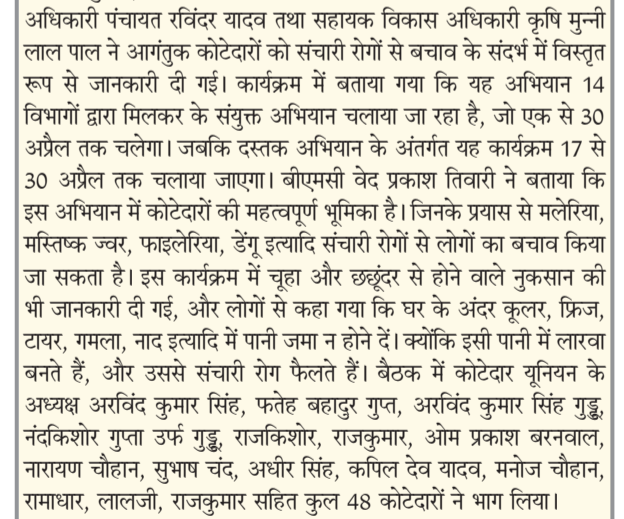 अधिकारी पंचायत रविंदर यादव तथा सहायक विकास अधिकारी कृषि मुन्नी
लाल पाल ने आगंतुक कोटेदारों को संचारी रोगों से बचाव के संदर्भ में विस्तृत
रूप से जानकारी दी गई। कार्यक्रम में बताया गया कि यह अभियान 14
विभागों द्वारा मिलकर के संयुक्त अभियान चलाया जा रहा है, जो एक से 30
अप्रैल तक चलेगा। जबकि दस्तक अभियान के अंतर्गत यह कार्यक्रम 17 से
30 अप्रैल तक चलाया जाएगा। बीएमसी वेद प्रकाश तिवारी ने बताया कि
इस अभियान में कोटेदारों की महत्वपूर्ण भूमिका है। जिनके प्रयास से मलेरिया,
मस्तिष्क ज्वर, फाइलेरिया, डेंगू इत्यादि संचारी रोगों से लोगों का बचाव किया
जा सकता है। इस कार्यक्रम में चूहा और छछूंदर से होने वाले नुकसान की
भी जानकारी दी गई, और लोगों से कहा गया कि घर के अंदर कूलर, फ्रिज,
टायर, गमला, नाद इत्यादि में पानी जमा न होने दें। क्योंकि इसी पानी में लारवा
बनते हैं, और उससे संचारी रोग फैलते हैं। बैठक में कोटेदार यूनियन के
अध्यक्ष अरविंद कुमार सिंह, फतेह बहादुर गुप्त, अरविंद कुमार सिंह गुड्डू,
नंदकिशोर गुप्ता उर्फ गुड्डू, राजकिशोर, राजकुमार, ओम प्रकाश बरनवाल,
नारायण चौहान, सुभाष चंद, अधीर सिंह, कपिल देव यादव, मनोज चौहान,
रामाधार, लालजी, राजकुमार सहित कुल 48 कोटेदारों ने भाग लिया।